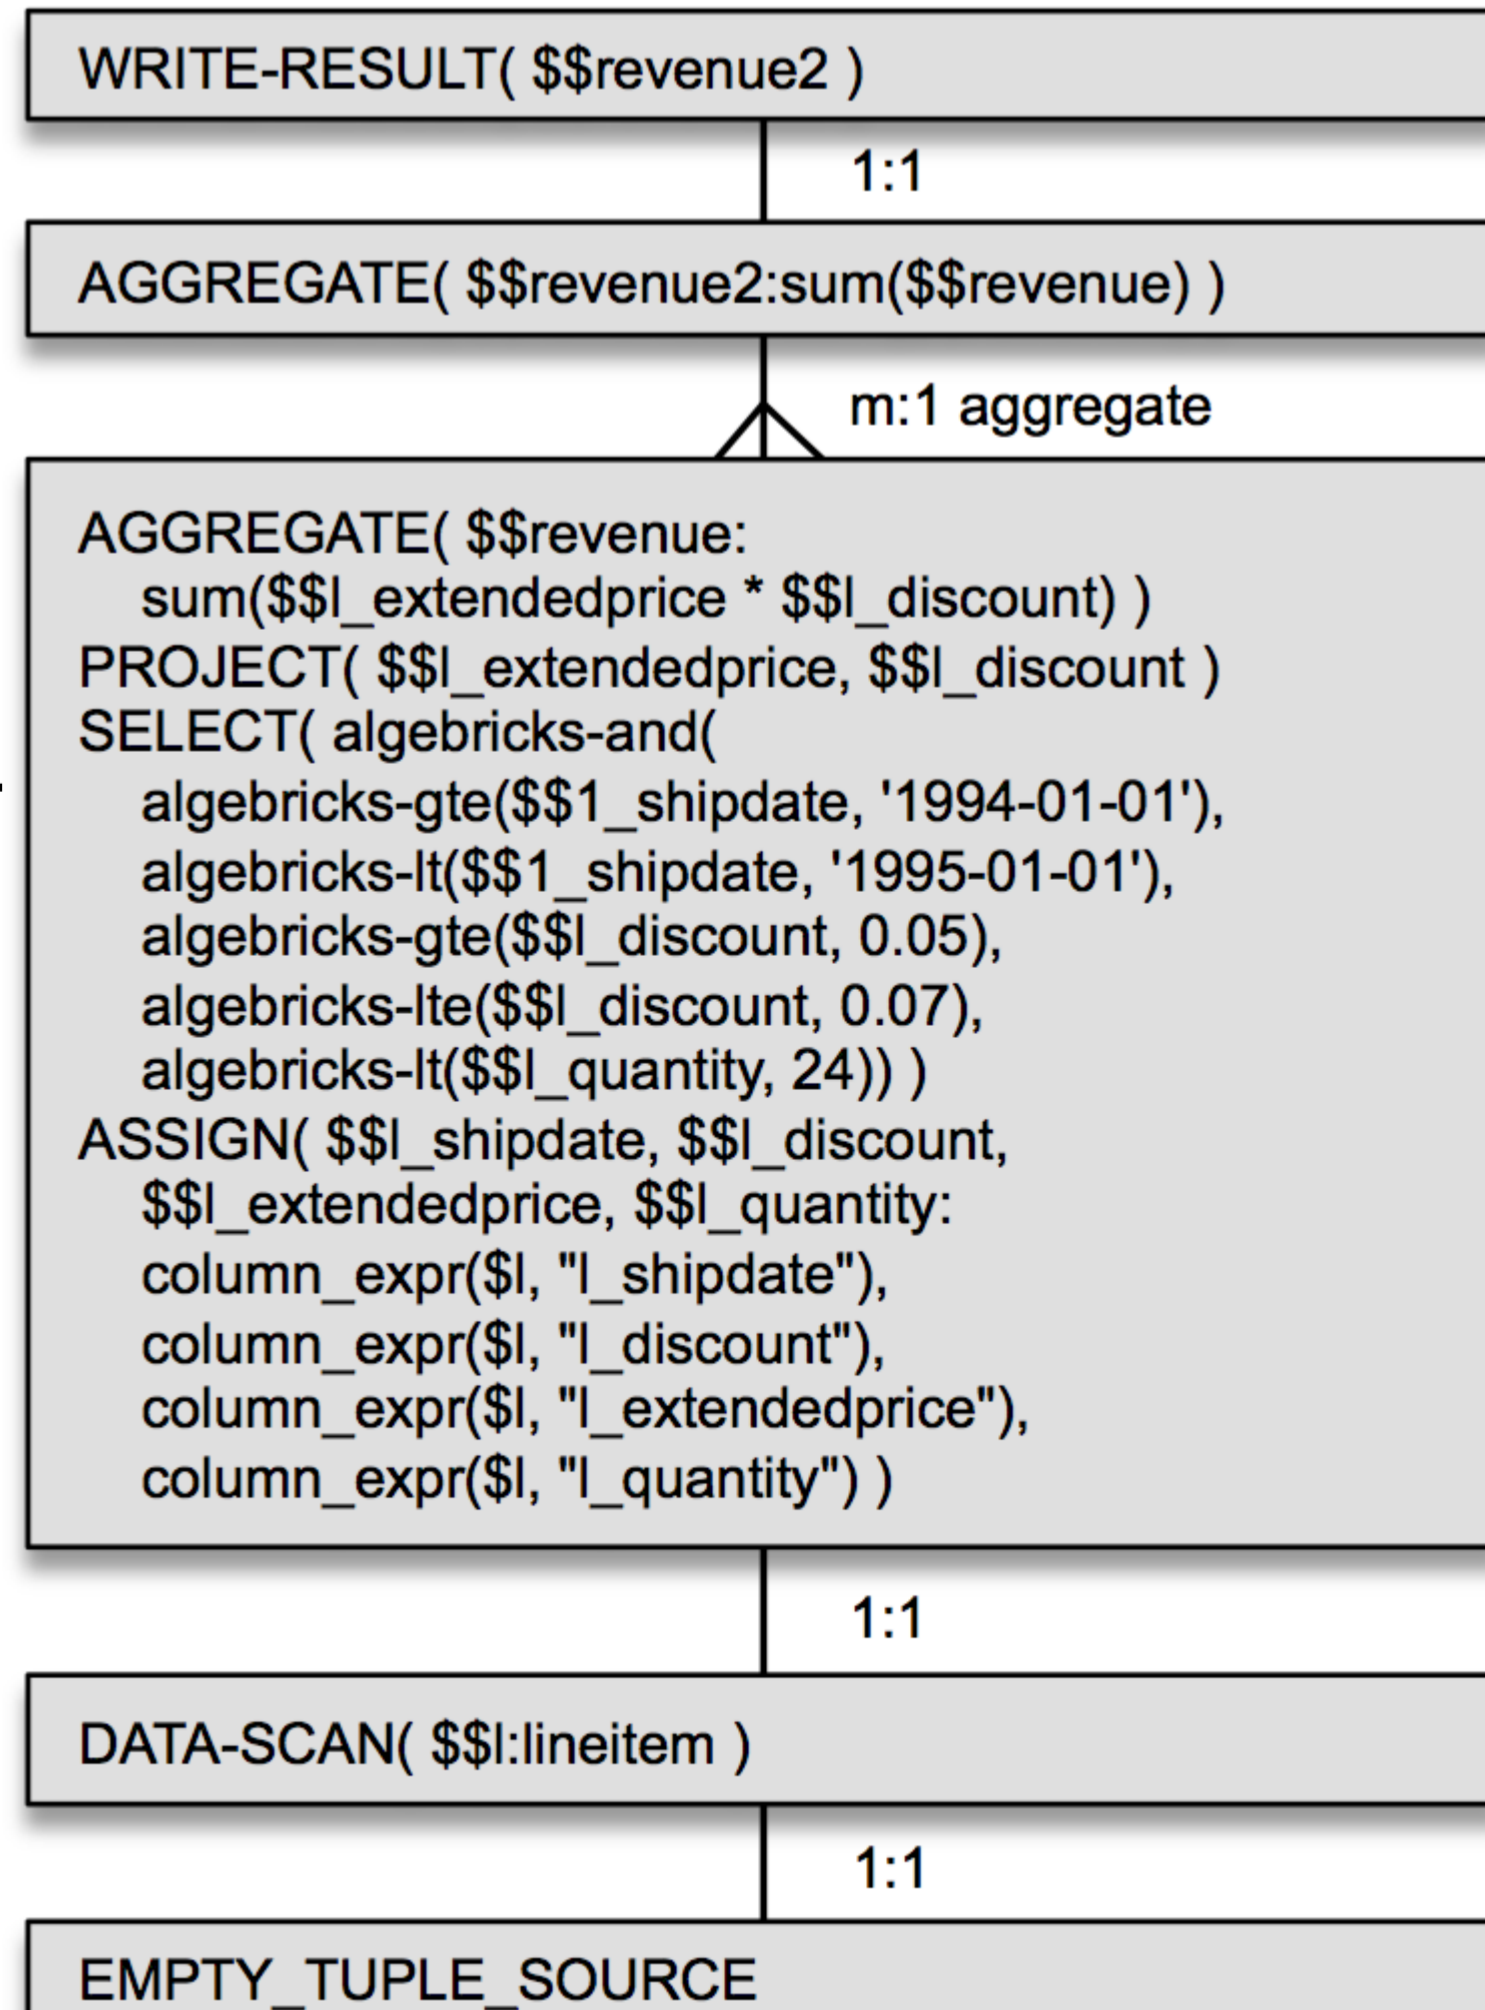 WRITE-RESULT( $$revenue2 )
1:1
AGGREGATE( $$revenue2:sum($$revenue) )
m:1 aggregate
AGGREGATE( $$revenue:
sum($$l_extendedprice * $$l_discount) )
PROJECT( $$l_extendedprice, $$l_discount )
SELECT( algebricks-and(
algebricks-gte($$1_shipdate, '1994-01-01'),
algebricks-lt($$1_shipdate, '1995-01-01'),
algebricks-gte($$l_discount, 0.05),
algebricks-lte($$l_discount, 0.07),
algebricks-lt($$l_quantity, 24)) )
ASSIGN( $$l_shipdate, $$l_discount,
$$l_extendedprice, $$l_quantity:
column_expr($l, "l_shipdate"),
column_expr($l, "l_discount"),
column_expr($l, "l_extendedprice"),
column_expr($l, "l_quantity") )
1:1
DATA-SCAN( $$l:lineitem )
1:1
EMPTY_TUPLE_SOURCE